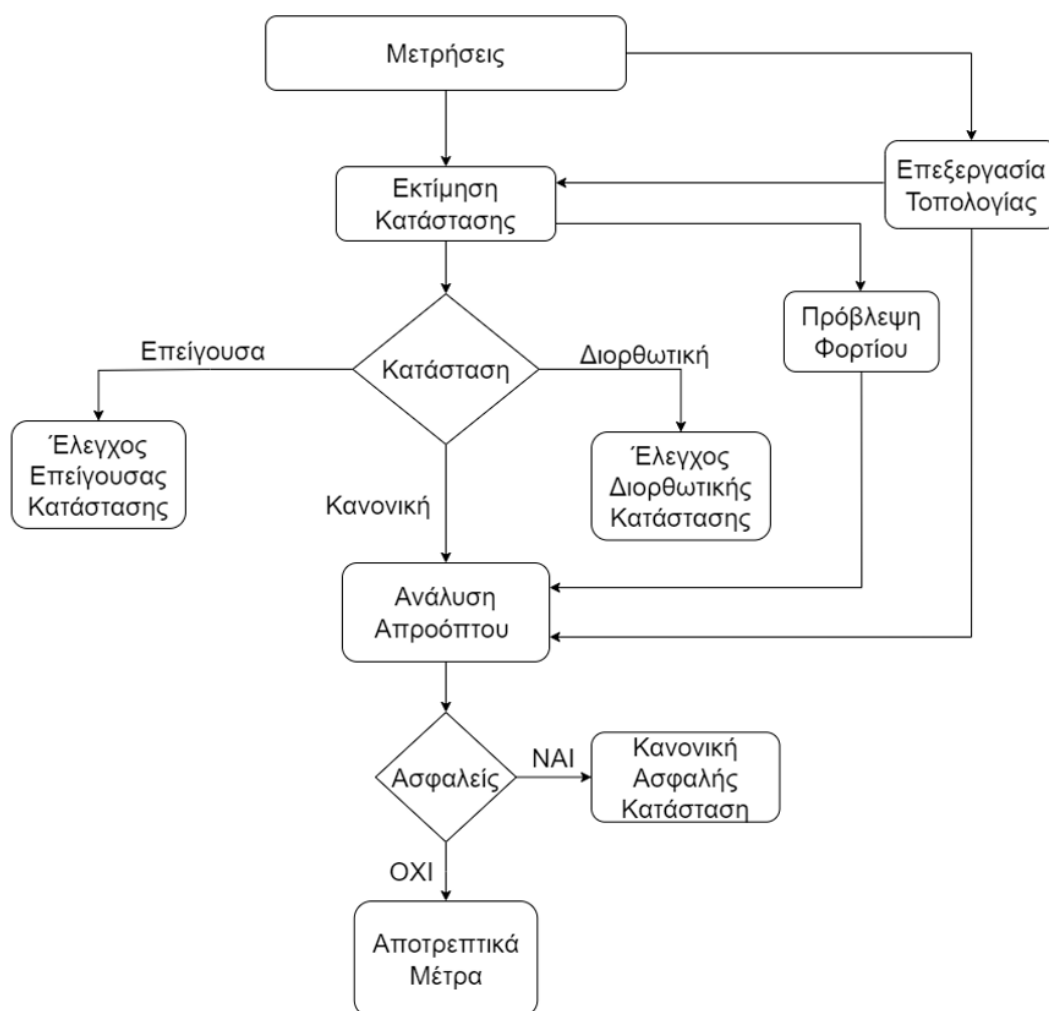 Μετρήσεις
Εκτίμηση
Κατάστασης
Επεξεργασία
Τοπολογίας
Πρόβλεψη
Φορτίου
Επείγουσα
Κατάσταση
Διορθωτική
Έλεγχος
Επείγουσας
Κατάστασης
Κανονική
Έλεγχος
Διορθωτικής
Κατάστασης
Ανάλυση
Απροόπτου
Ασφαλείς
ΝΑΙ
Κανονική
Ασφαλής
Κατάσταση
ΟΧΙ
Αποτρεπτικά
Μέτρα